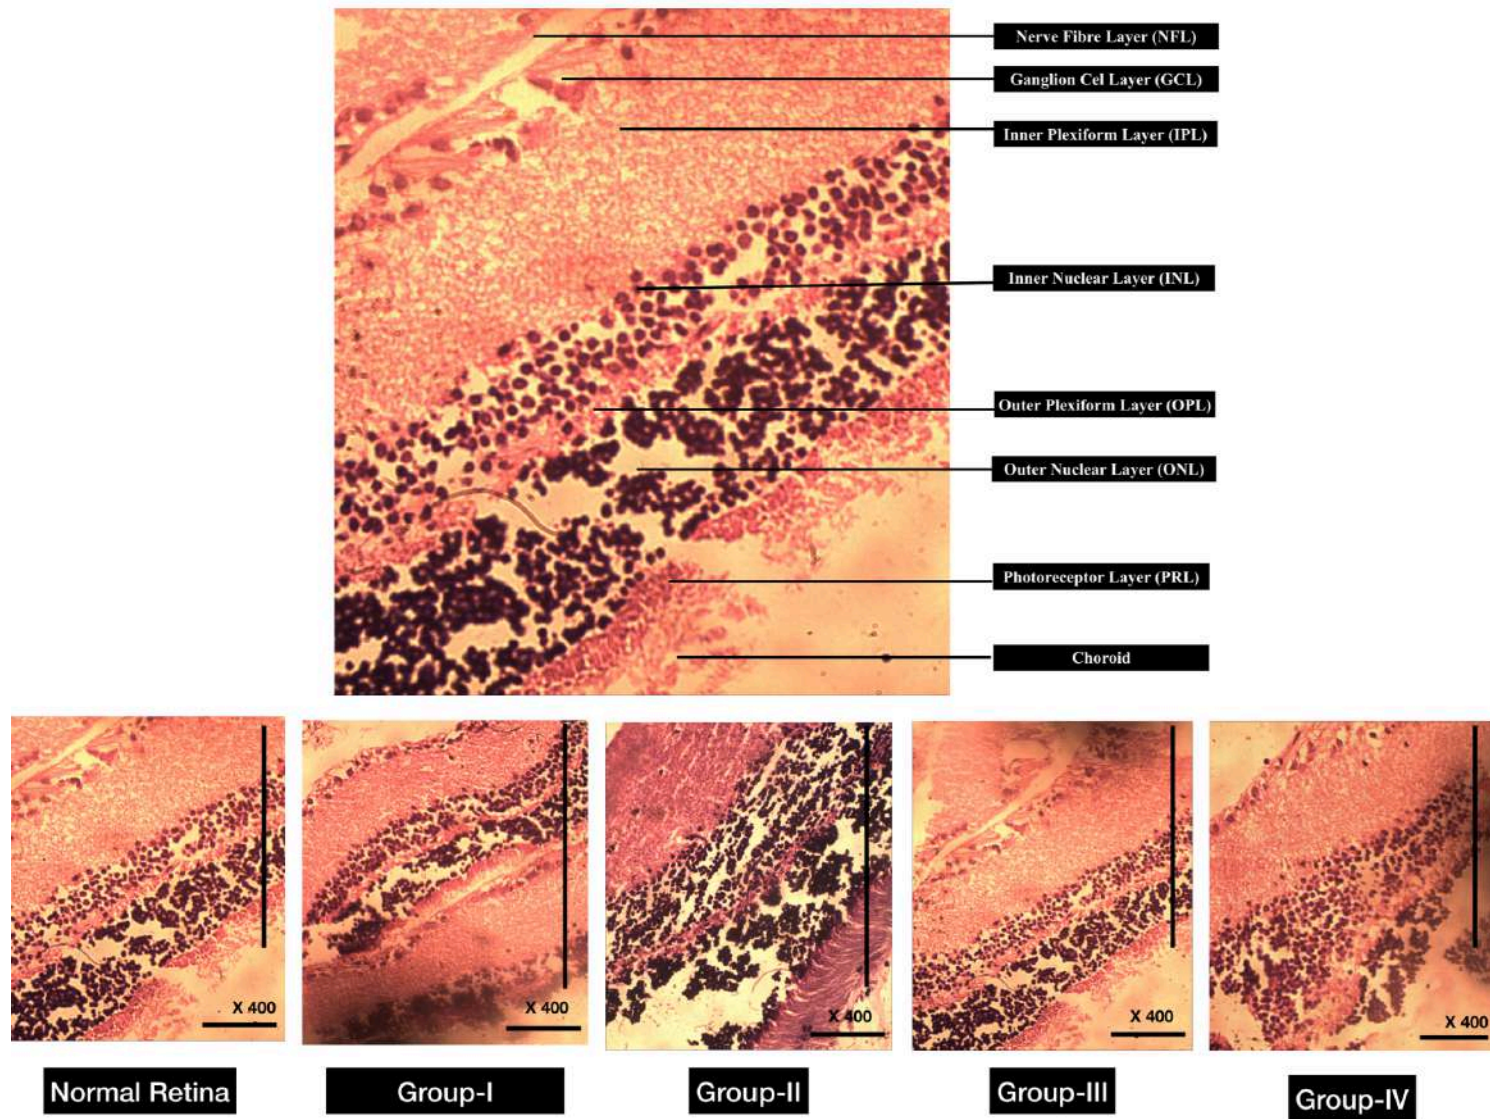 Nerve Fibre Layer (NFL)
Ganglion Cel Layer (GCL)
Inner Plexiform Layer (IPL)
Inner Nuclear Layer (INL)
Outer Plexiform Layer (OPL)
Outer Nuclear Layer (ONL)
Photoreceptor Layer (PRL)
Choroid
X 400
X 400
X 400
X 400
X 400
Normal Retina
Group-I
Group-II
Group-III
Group-IV